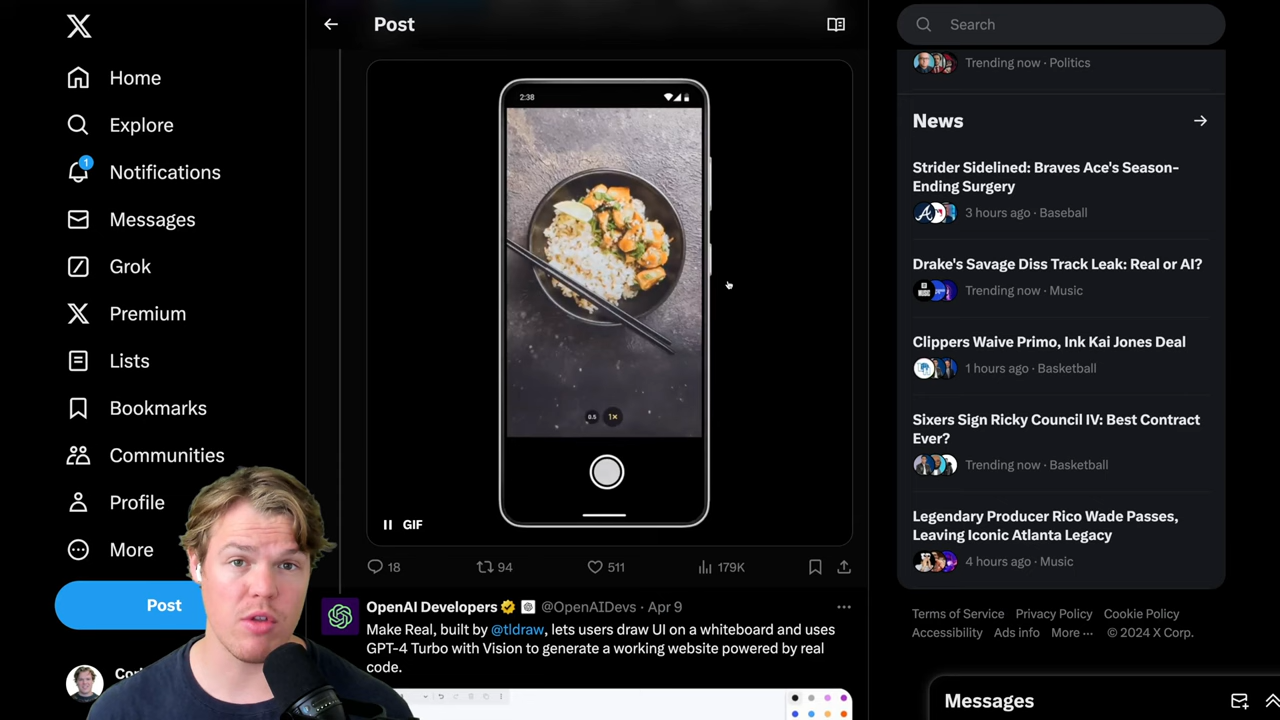 Home
Explore
1
Notifications
Messages
Grok
Premium
Lists
Bookmarks
Communities
Profile
More
Post
Post
2:38
0.5 1×
GIF
18 94 511 179K
OpenAI Developers @OpenAIDevs · Apr 9
Make Real, built by @tldraw, lets users draw UI on a whiteboard and uses
GPT-4 Turbo with Vision to generate a working website powered by real
code.
Search
Trending now · Politics
News
Strider Sidelined: Braves Ace's Season-
Ending Surgery
3 hours ago · Baseball
Drake's Savage Diss Track Leak: Real or AI?
Trending now · Music
Clippers Waive Primo, Ink Kai Jones Deal
1 hours ago · Basketball
Sixers Sign Ricky Council IV: Best Contract
Ever?
Trending now · Basketball
Legendary Producer Rico Wade Passes,
Leaving Iconic Atlanta Legacy
4 hours ago · Music
Terms of Service Privacy Policy Cookie Policy
Accessibility Ads info More ··· © 2024 X Corp.
Messages